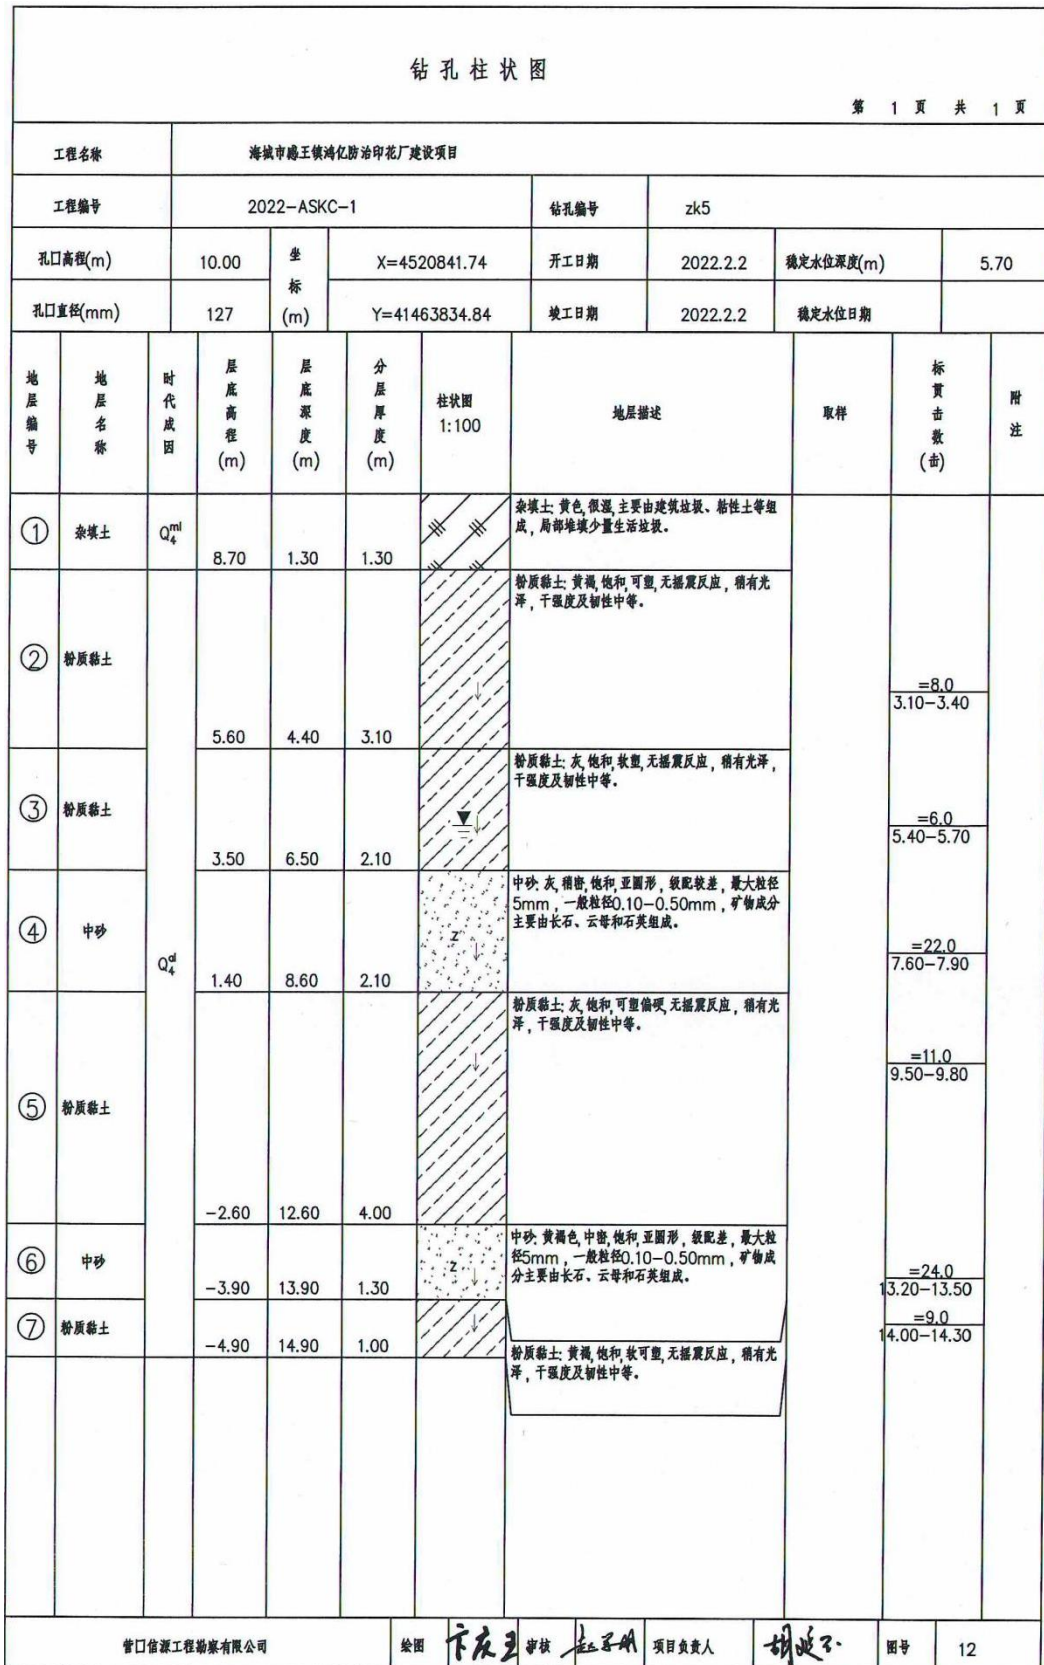 钻孔柱状图
第 1 页 共 1 页
工程名称 海城市感王镇鸿亿防治印花厂建设项目
工程编号 2022-ASKC-1 钻孔编号 zk5
孔口高程(m) 10.00 坐标(m) X=4520841.74 开工日期 2022.2.2 稳定水位深度(m) 5.70
孔口直径(mm) 127 Y=41463834.84 竣工日期 2022.2.2 稳定水位日期
地层编号 地层名称 时代成因 层底高程(m) 层底深度(m) 分层厚度(m) 柱状图 1:100 地层描述 取样 标贯击数(击) 附注
① 杂填土 Q4ml 8.70 1.30 1.30
杂填土: 黄色, 很湿, 主要由建筑垃圾、粘性土等组
成, 局部堆填少量生活垃圾。
② 粉质黏土 5.60 4.40 3.10
粉质黏土: 黄褐, 饱和, 可塑, 无摇震反应, 稍有光
泽, 干强度及韧性中等。
=8.0
3.10-3.40
③ 粉质黏土 3.50 6.50 2.10
粉质黏土: 灰, 饱和, 软塑, 无摇震反应, 稍有光泽,
干强度及韧性中等。
=6.0
5.40-5.70
④ 中砂 Q4al 1.40 8.60 2.10
Z
中砂: 灰, 稍密, 饱和, 亚圆形, 级配较差, 最大粒径
5mm, 一般粒径0.10-0.50mm, 矿物成分
主要由长石、云母和石英组成。
=22.0
7.60-7.90
⑤ 粉质黏土 -2.60 12.60 4.00
粉质黏土: 灰, 饱和, 可塑偏硬, 无摇震反应, 稍有光
泽, 干强度及韧性中等。
=11.0
9.50-9.80
⑥ 中砂 -3.90 13.90 1.30
Z
中砂: 黄褐色, 中密, 饱和, 亚圆形, 级配差, 最大粒
径5mm, 一般粒径0.10-0.50mm, 矿物成
分主要由长石、云母和石英组成。
=24.0
13.20-13.50
⑦ 粉质黏土 -4.90 14.90 1.00
粉质黏土: 黄褐, 饱和, 软可塑, 无摇震反应, 稍有光
泽, 干强度及韧性中等。
=9.0
14.00-14.30
营口信源工程勘察有限公司 绘图 审核 项目负责人 图号 12